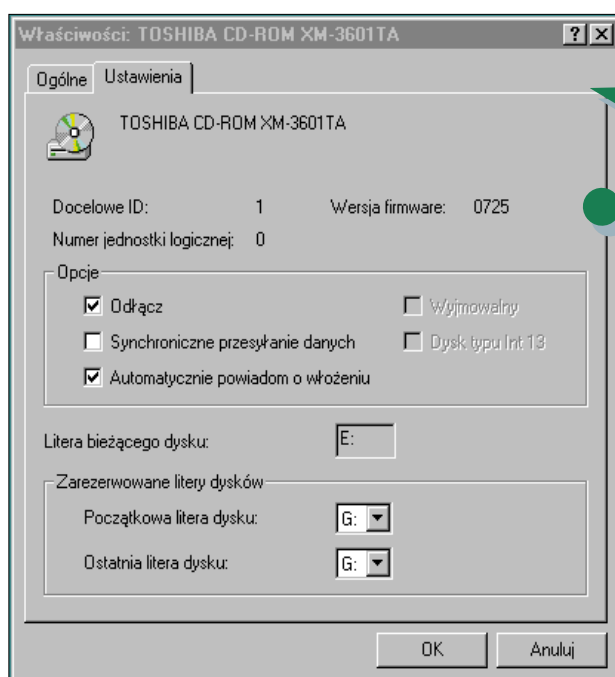 Właściwości: TOSHIBA CD-ROM XM-3601TA
Ogólne Ustawienia
TOSHIBA CD-ROM XM-3601TA
Docelowe ID: 1 Wersja firmware: 0725
Numer jednostki logicznej: 0
Opcje
Odłącz Wyjmowalny
Synchroniczne przesyłanie danych Dysk typu Int 13
Automatycznie powiadom o włożeniu
Litera bieżącego dysku: E:
Zarezerwowane litery dysków
Początkowa litera dysku: G:
Ostatnia litera dysku: G:
OK Anuluj